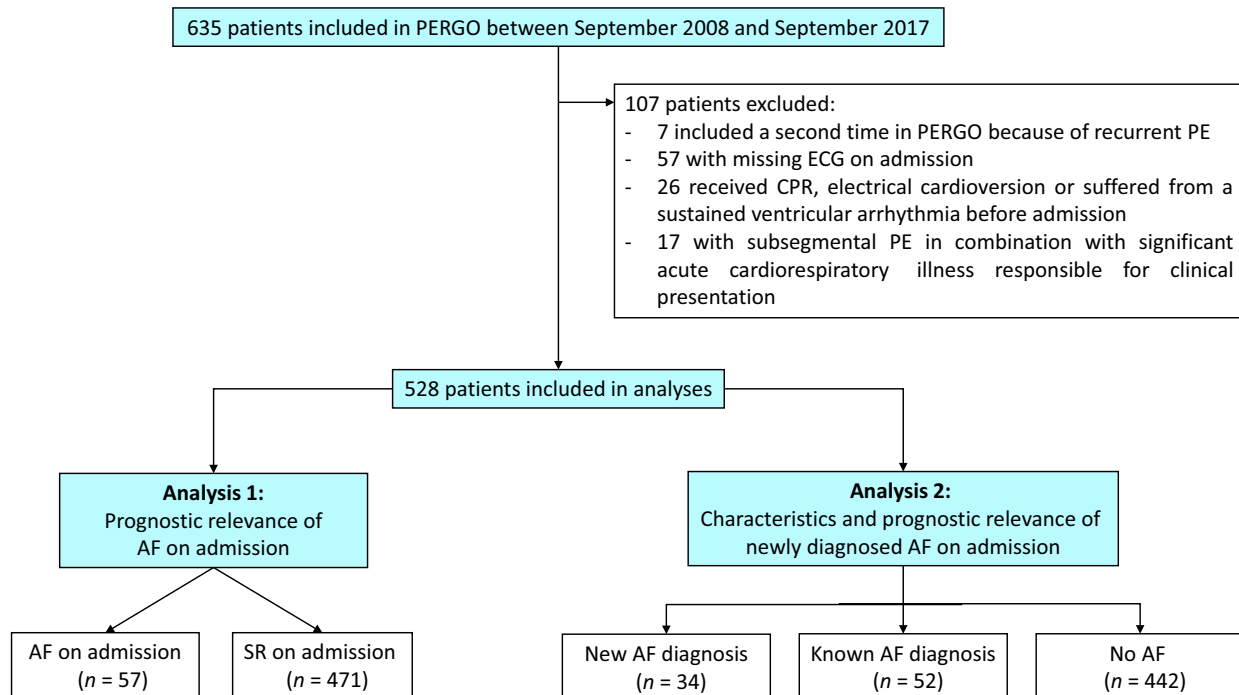 635 patients included in PERGO between September 2008 and September 2017
107 patients excluded:
- 7 included a second time in PERGO because of recurrent PE
- 57 with missing ECG on admission
- 26 received CPR, electrical cardioversion or suffered from a
sustained ventricular arrhythmia before admission
- 17 with subsegmental PE in combination with significant
acute cardiorespiratory illness responsible for clinical
presentation
528 patients included in analyses
Analysis 1:
Prognostic relevance of
AF on admission
Analysis 2:
Characteristics and prognostic relevance of
newly diagnosed AF on admission
AF on admission
(n = 57)
SR on admission
(n = 471)
New AF diagnosis
(n = 34)
Known AF diagnosis
(n = 52)
No AF
(n = 442)